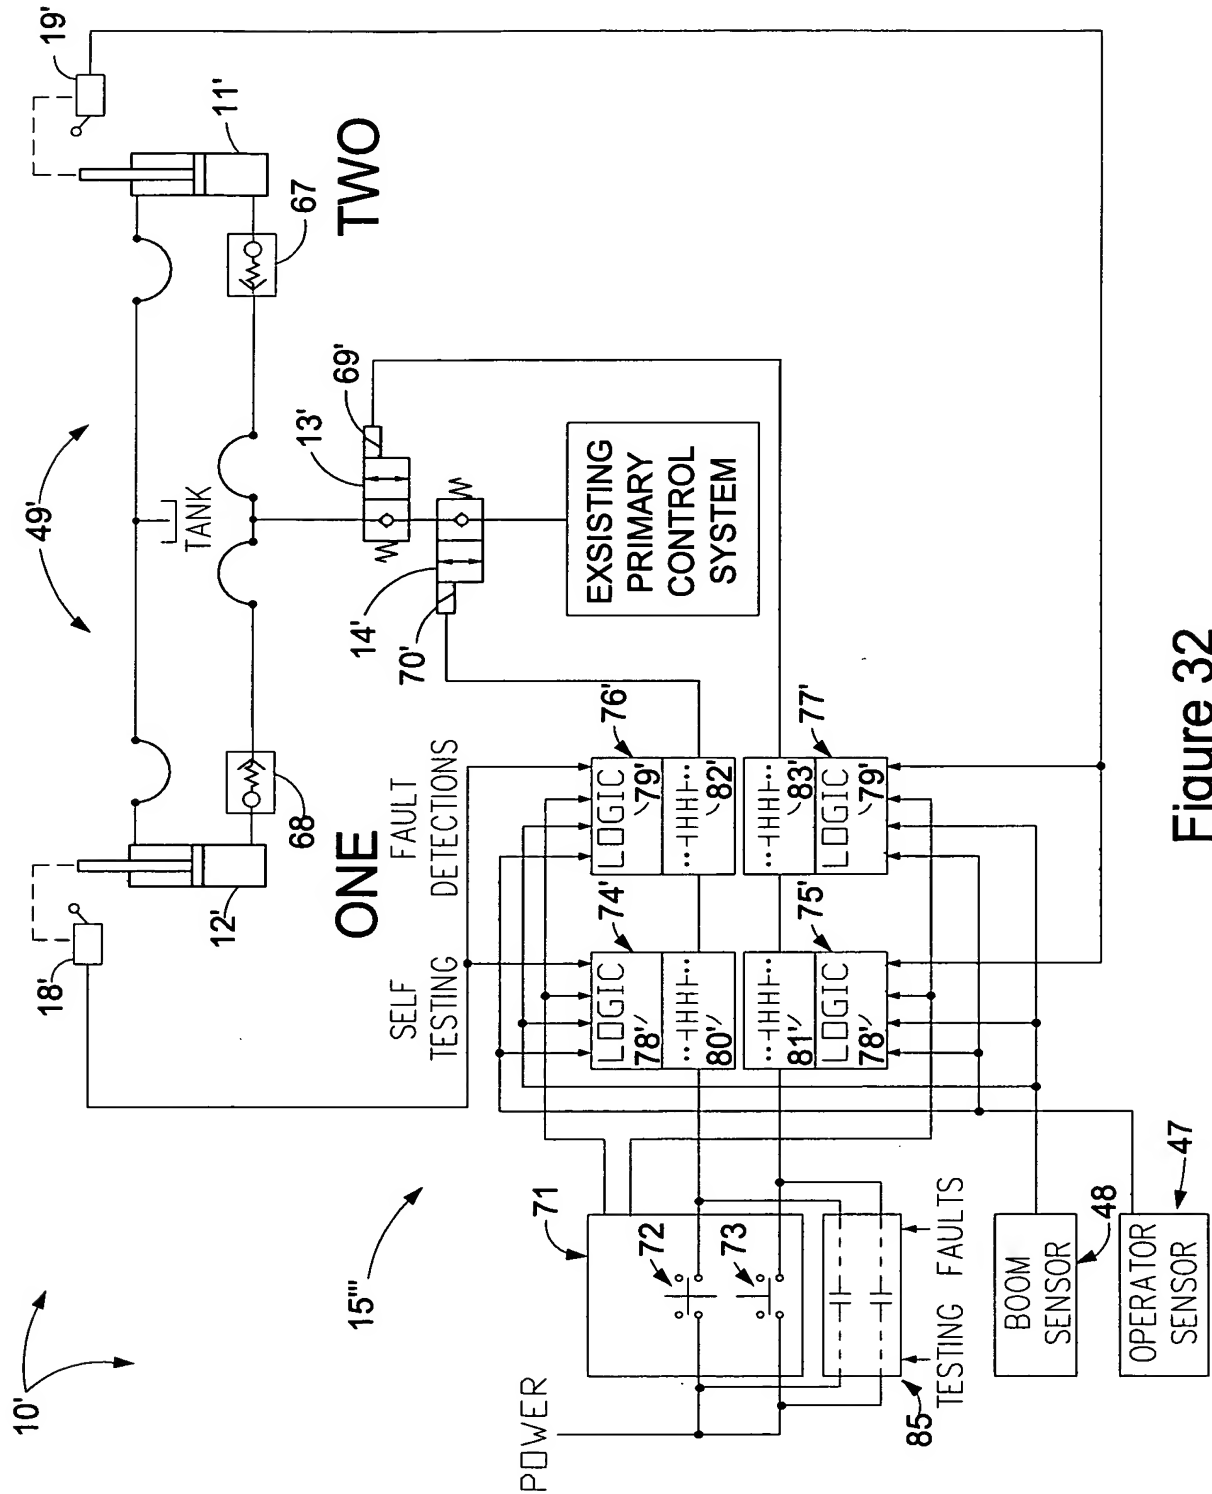 10'
49'
19'
18'
12'
11'
68
67
TANK
ONE
TWO
15'''
SELF
TESTING
FAULT
DETECTIONS
14'
70'
13'
69'
POWER
71
72
73
74'
LOGIC
78'
80'
76'
LOGIC
79'
82'
81'
LOGIC
78'
75'
83'
LOGIC
79'
77'
EXSISTING
PRIMARY
CONTROL
SYSTEM
85
TESTING FAULTS
BOOM
SENSOR
48
OPERATOR
SENSOR
47
Figure 32